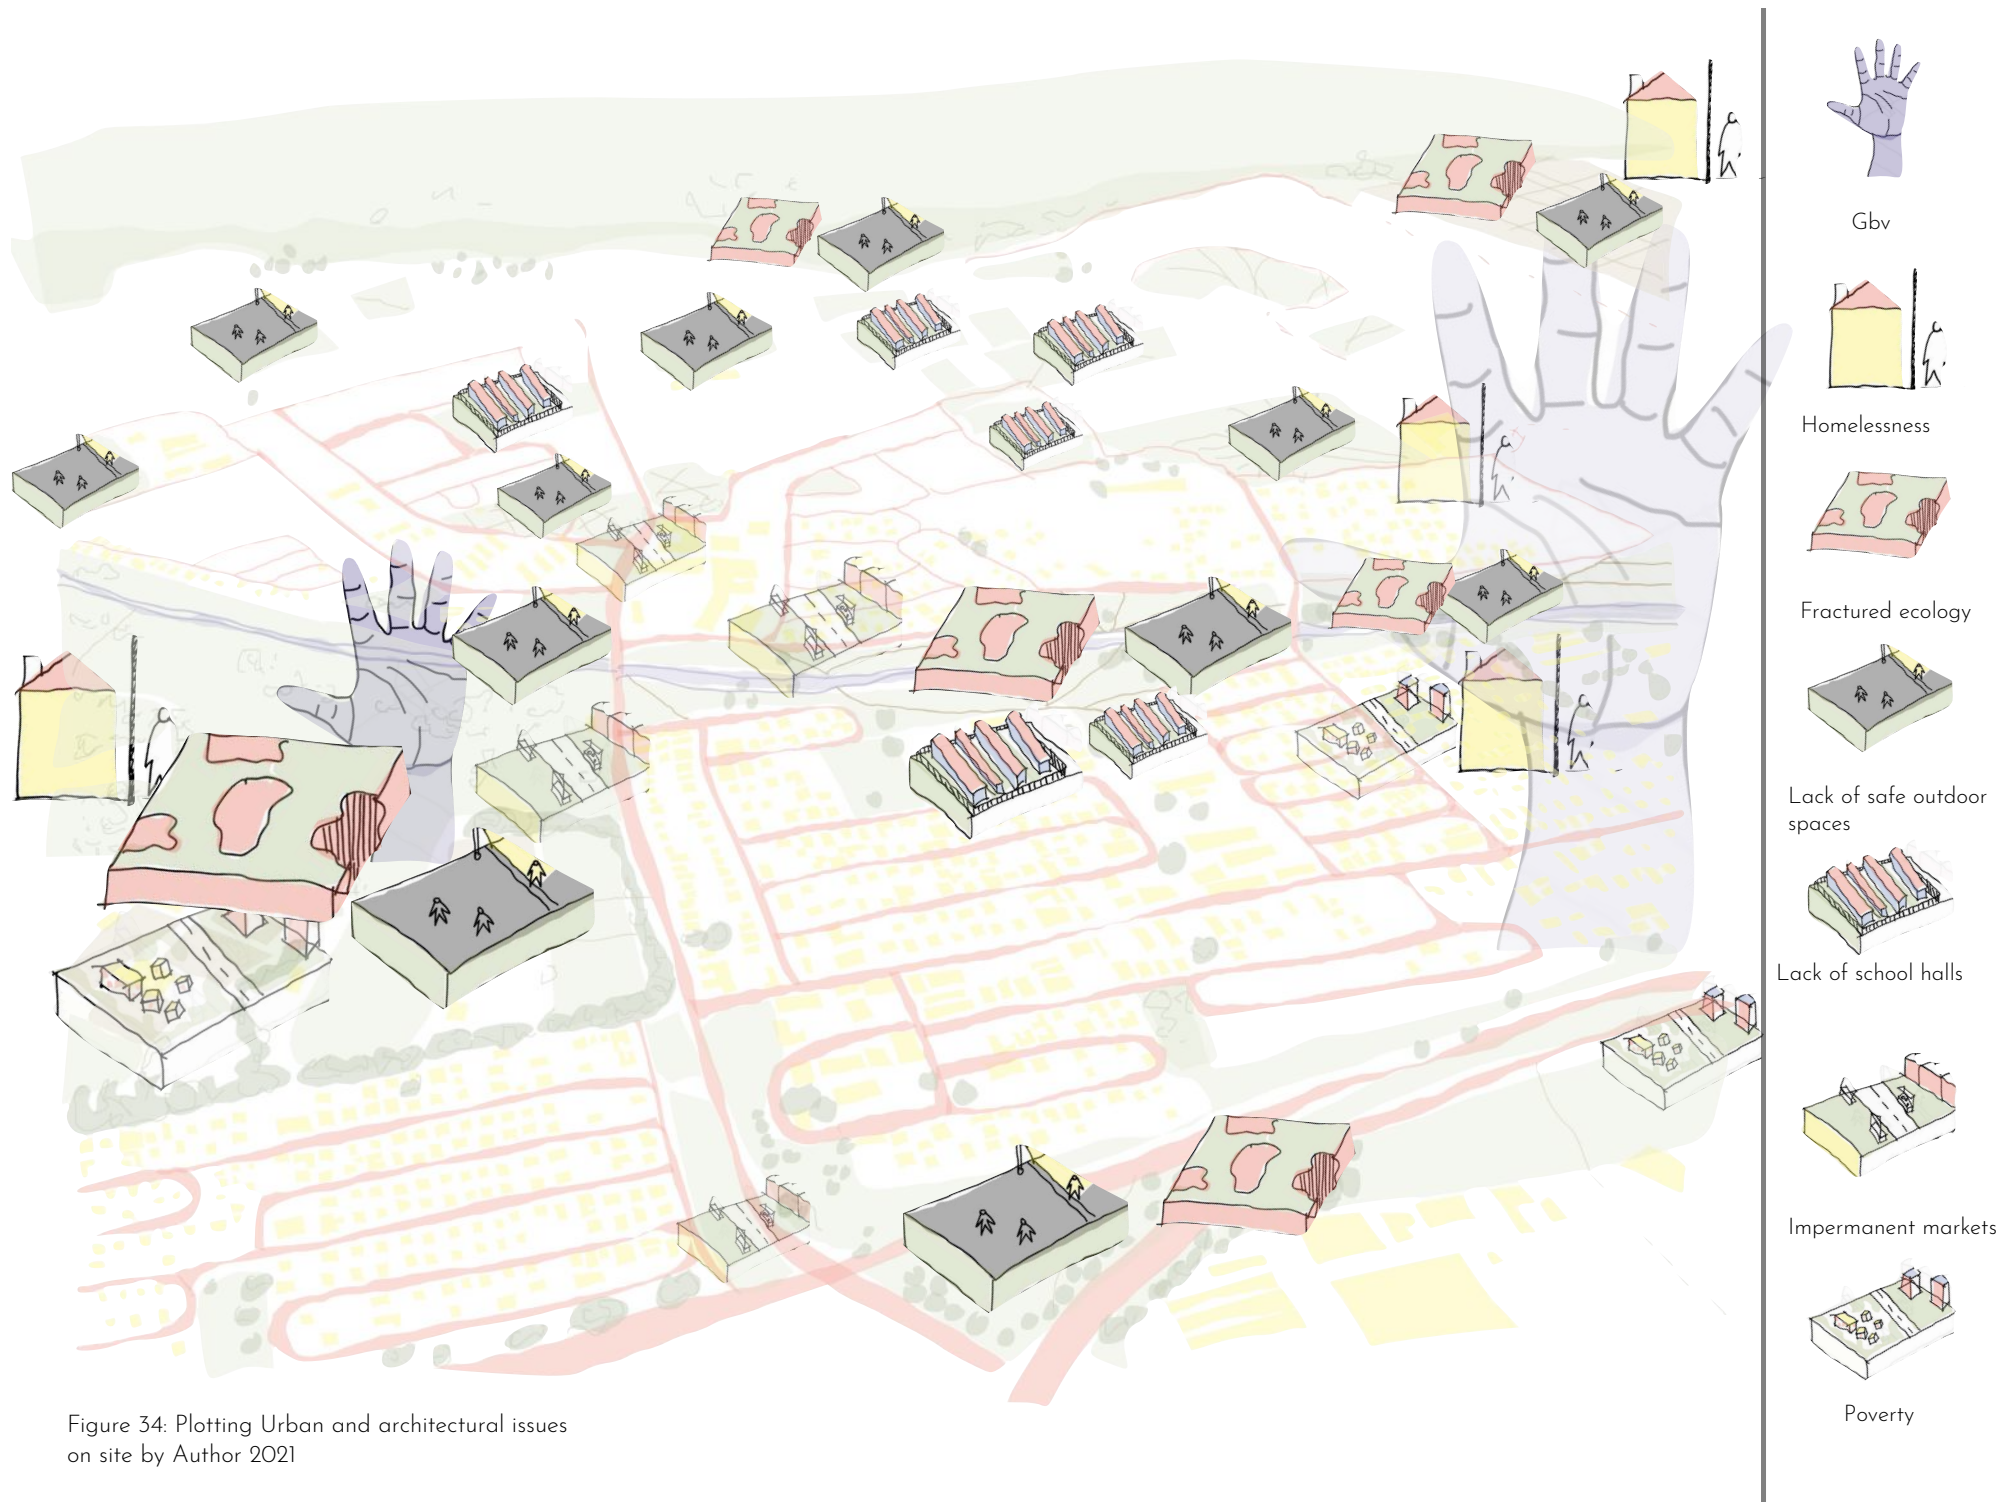 Gbv
Homelessness
Fractured ecology
Lack of safe outdoor
spaces
Lack of school halls
Impermanent markets
Poverty
Figure 34: Plotting Urban and architectural issues
on site by Author 2021